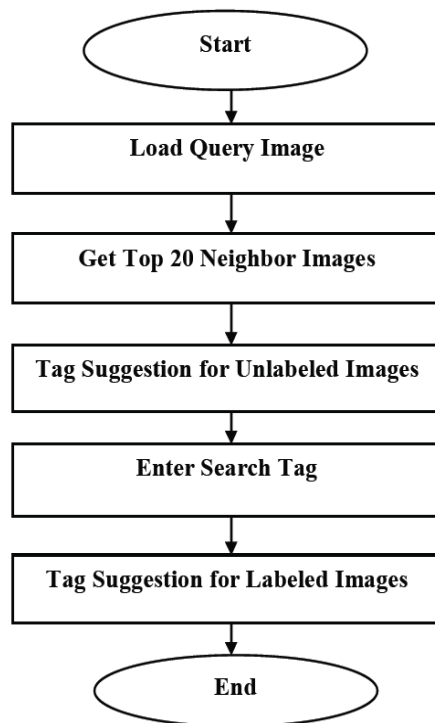 Start
Load Query Image
Get Top 20 Neighbor Images
Tag Suggestion for Unlabeled Images
Enter Search Tag
Tag Suggestion for Labeled Images
End